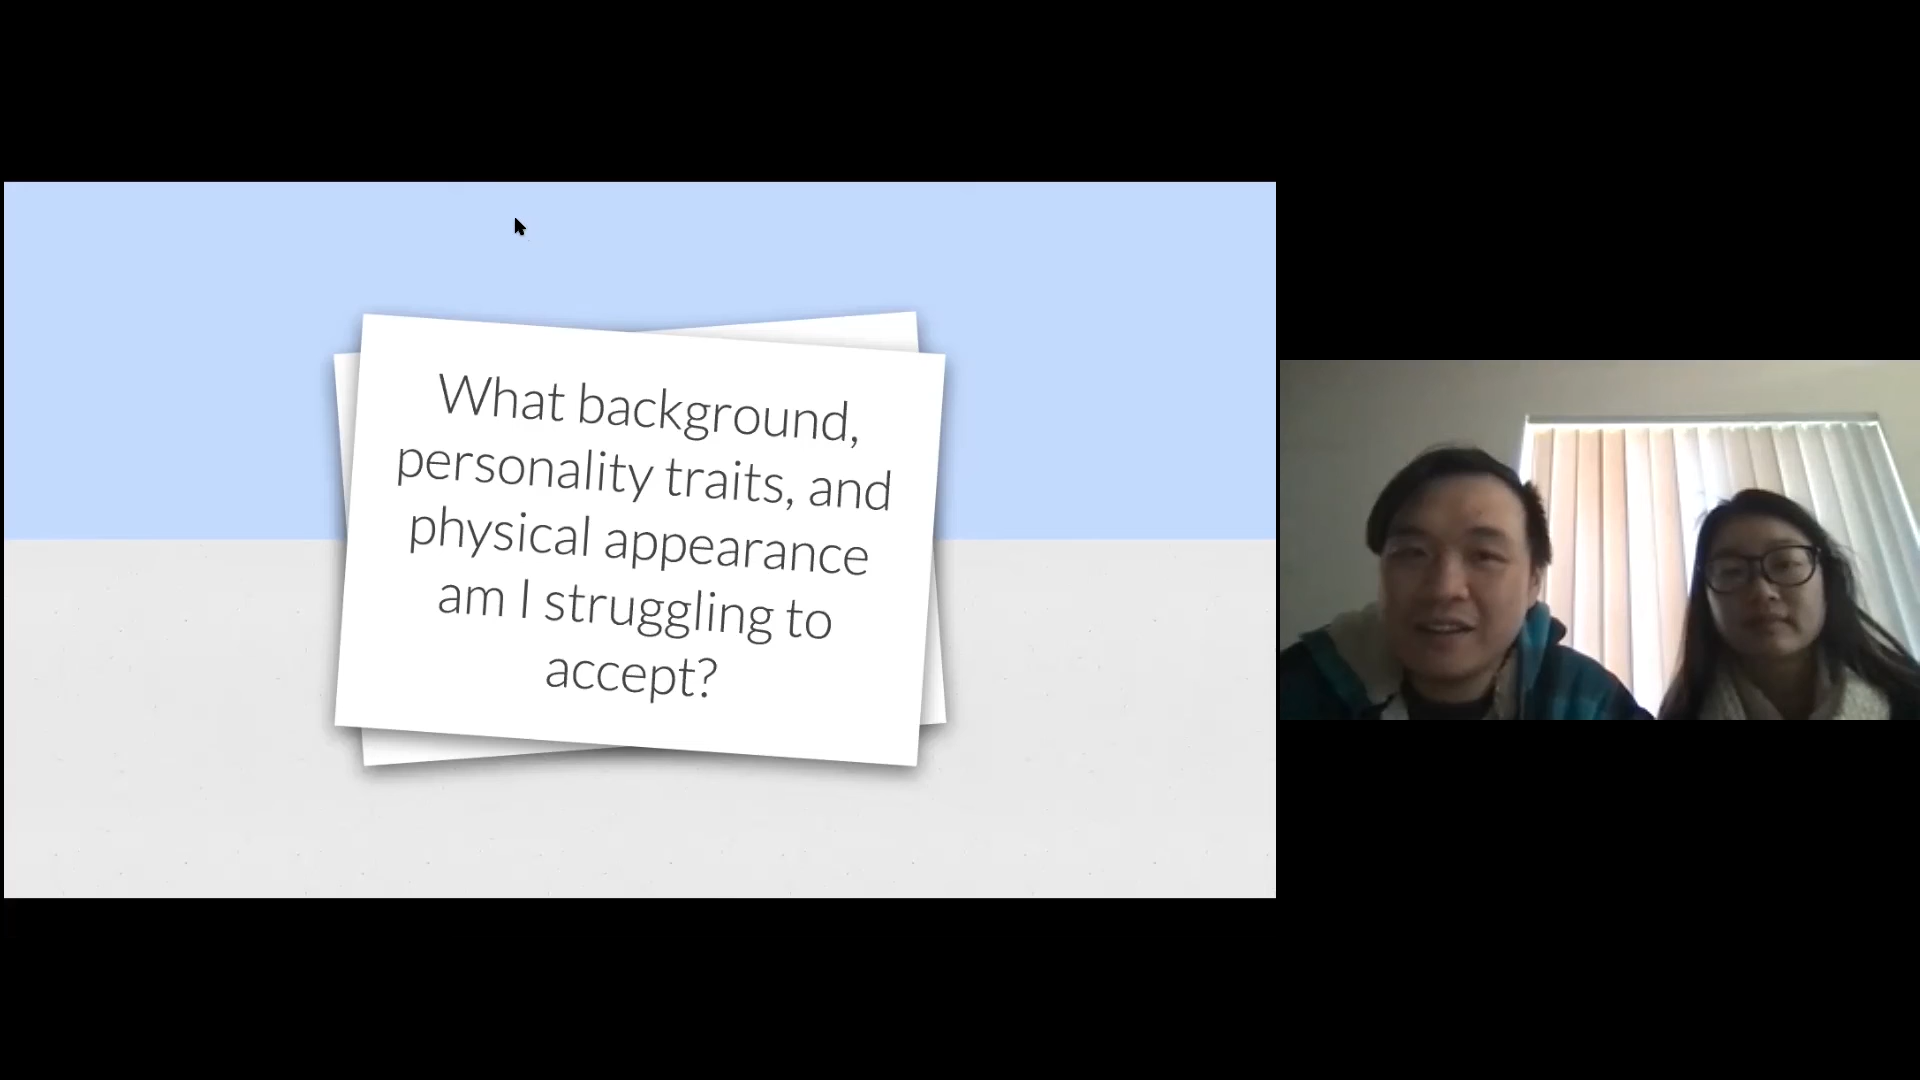 What background,
personality traits, and
physical appearance
am I struggling to
accept?